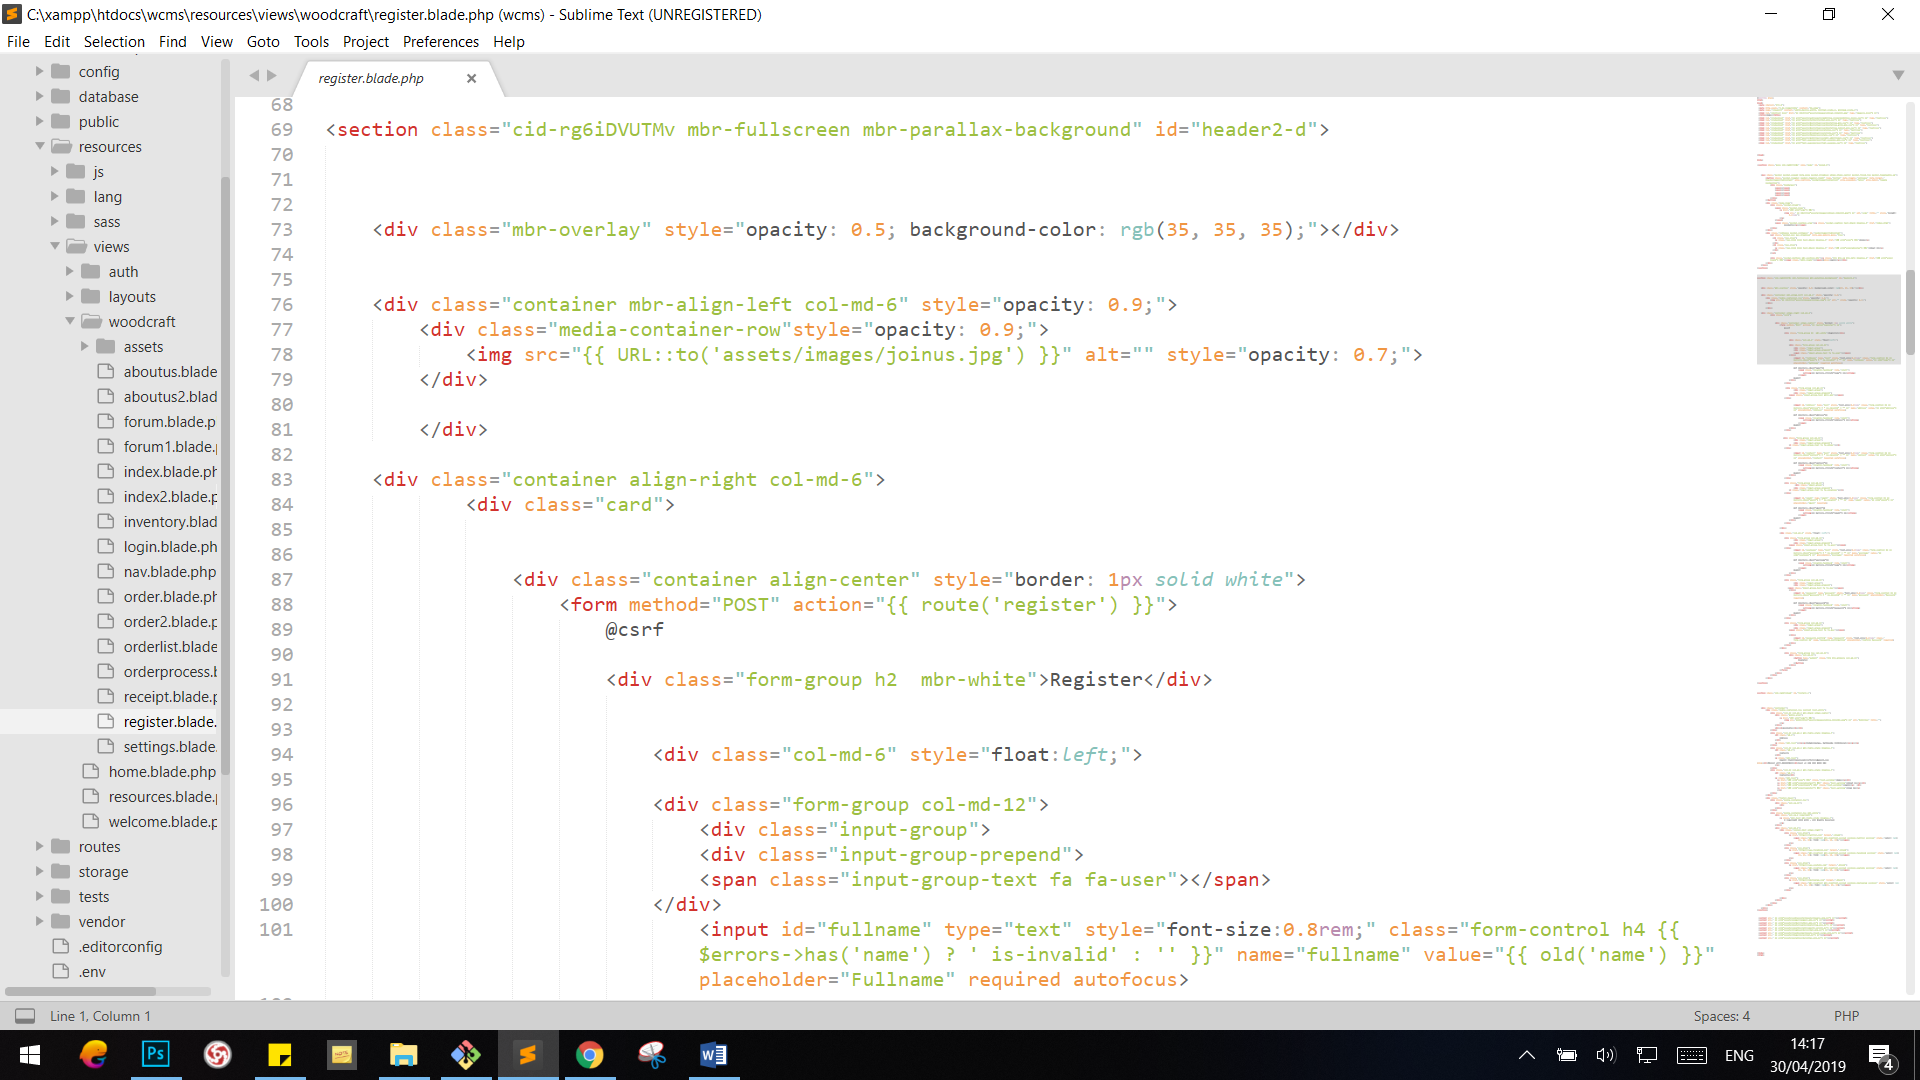 C:\xampp\htdocs\wcms\resources\views\woodcraft\register.blade.php (wcms) - Sublime Text (UNREGISTERED)
File Edit Selection Find View Goto Tools Project Preferences Help
config
database
public
resources
js
lang
sass
views
auth
layouts
woodcraft
assets
aboutus.blade
aboutus2.blad
forum.blade.p
forum1.blade.
index.blade.ph
index2.blade.p
inventory.blad
login.blade.ph
nav.blade.php
order.blade.ph
order2.blade.p
orderlist.blade
orderprocess.b
receipt.blade.p
register.blade.
settings.blade.
home.blade.php
resources.blade.
welcome.blade.p
routes
storage
tests
vendor
.editorconfig
.env
register.blade.php
68
69 <section class="cid-rg6iDVUTMv mbr-fullscreen mbr-parallax-background" id="header2-d">
70
71
72
73 <div class="mbr-overlay" style="opacity: 0.5; background-color: rgb(35, 35, 35);"></div>
74
75
76 <div class="container mbr-align-left col-md-6" style="opacity: 0.9;">
77 <div class="media-container-row"style="opacity: 0.9;">
78 <img src="{{ URL::to('assets/images/joinus.jpg') }}" alt="" style="opacity: 0.7;">
79 </div>
80
81 </div>
82
83 <div class="container align-right col-md-6">
84 <div class="card">
85
86
87 <div class="container align-center" style="border: 1px solid white">
88 <form method="POST" action="{{ route('register') }}">
89 @csrf
90
91 <div class="form-group h2  mbr-white">Register</div>
92
93
94 <div class="col-md-6" style="float:left;">
95
96 <div class="form-group col-md-12">
97 <div class="input-group">
98 <div class="input-group-prepend">
99 <span class="input-group-text fa fa-user"></span>
100 </div>
101 <input id="fullname" type="text" style="font-size:0.8rem;" class="form-control h4 {{
$errors->has('name') ? ' is-invalid' : '' }}" name="fullname" value="{{ old('name') }}"
placeholder="Fullname" required autofocus>
Line 1, Column 1
Spaces: 4
PHP
Ps
ENG
14:17
30/04/2019
4